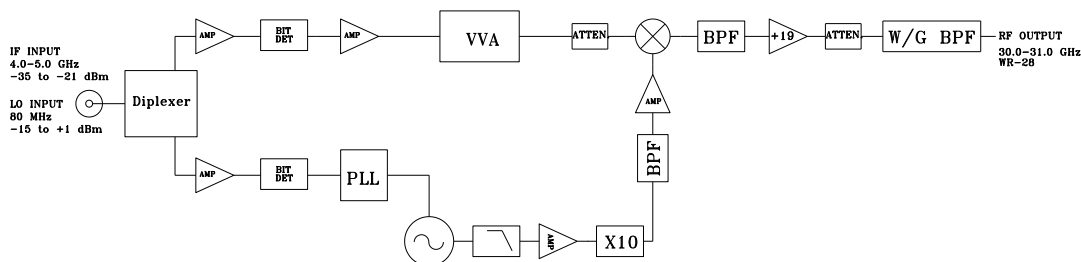 IF INPUT
4.0-5.0 GHz
-35 to -21 dBm
LO INPUT
80 MHz
-15 to +1 dBm
Diplexer
AMP
BIT
DET
AMP
VVA
ATTEN
BPF
+19
ATTEN
W/G BPF
RF OUTPUT
30.0-31.0 GHz
WR-28
AMP
BPF
AMP
BIT
DET
PLL
AMP
X10